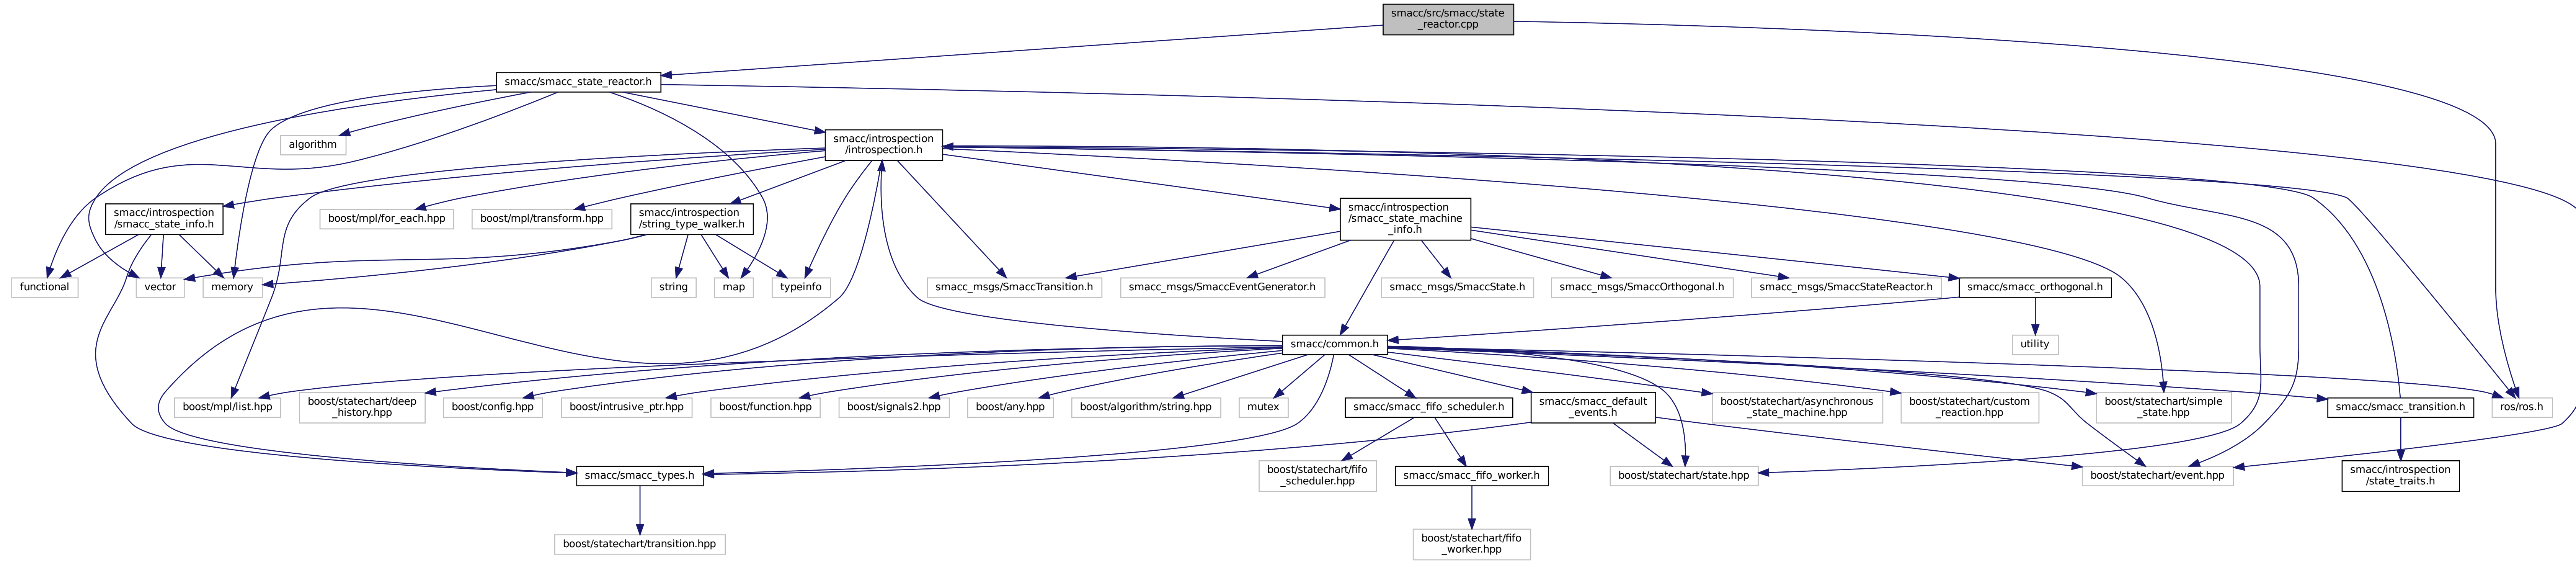 smacc/src/smacc/state
_reactor.cpp
smacc/smacc_state_reactor.h
algorithm
smacc/introspection
/introspection.h
smacc/introspection
/smacc_state_info.h
boost/mpl/for_each.hpp
boost/mpl/transform.hpp
smacc/introspection
/string_type_walker.h
smacc/introspection
/smacc_state_machine
_info.h
functional
vector
memory
string
map
typeinfo
smacc_msgs/SmaccTransition.h
smacc_msgs/SmaccEventGenerator.h
smacc_msgs/SmaccState.h
smacc_msgs/SmaccOrthogonal.h
smacc_msgs/SmaccStateReactor.h
smacc/smacc_orthogonal.h
smacc/common.h
utility
boost/mpl/list.hpp
boost/statechart/deep
_history.hpp
boost/config.hpp
boost/intrusive_ptr.hpp
boost/function.hpp
boost/signals2.hpp
boost/any.hpp
boost/algorithm/string.hpp
mutex
smacc/smacc_fifo_scheduler.h
smacc/smacc_default
_events.h
boost/statechart/asynchronous
_state_machine.hpp
boost/statechart/custom
_reaction.hpp
boost/statechart/simple
_state.hpp
smacc/smacc_transition.h
ros/ros.h
smacc/smacc_types.h
boost/statechart/fifo
_scheduler.hpp
smacc/smacc_fifo_worker.h
boost/statechart/state.hpp
boost/statechart/event.hpp
smacc/introspection
/state_traits.h
boost/statechart/transition.hpp
boost/statechart/fifo
_worker.hpp